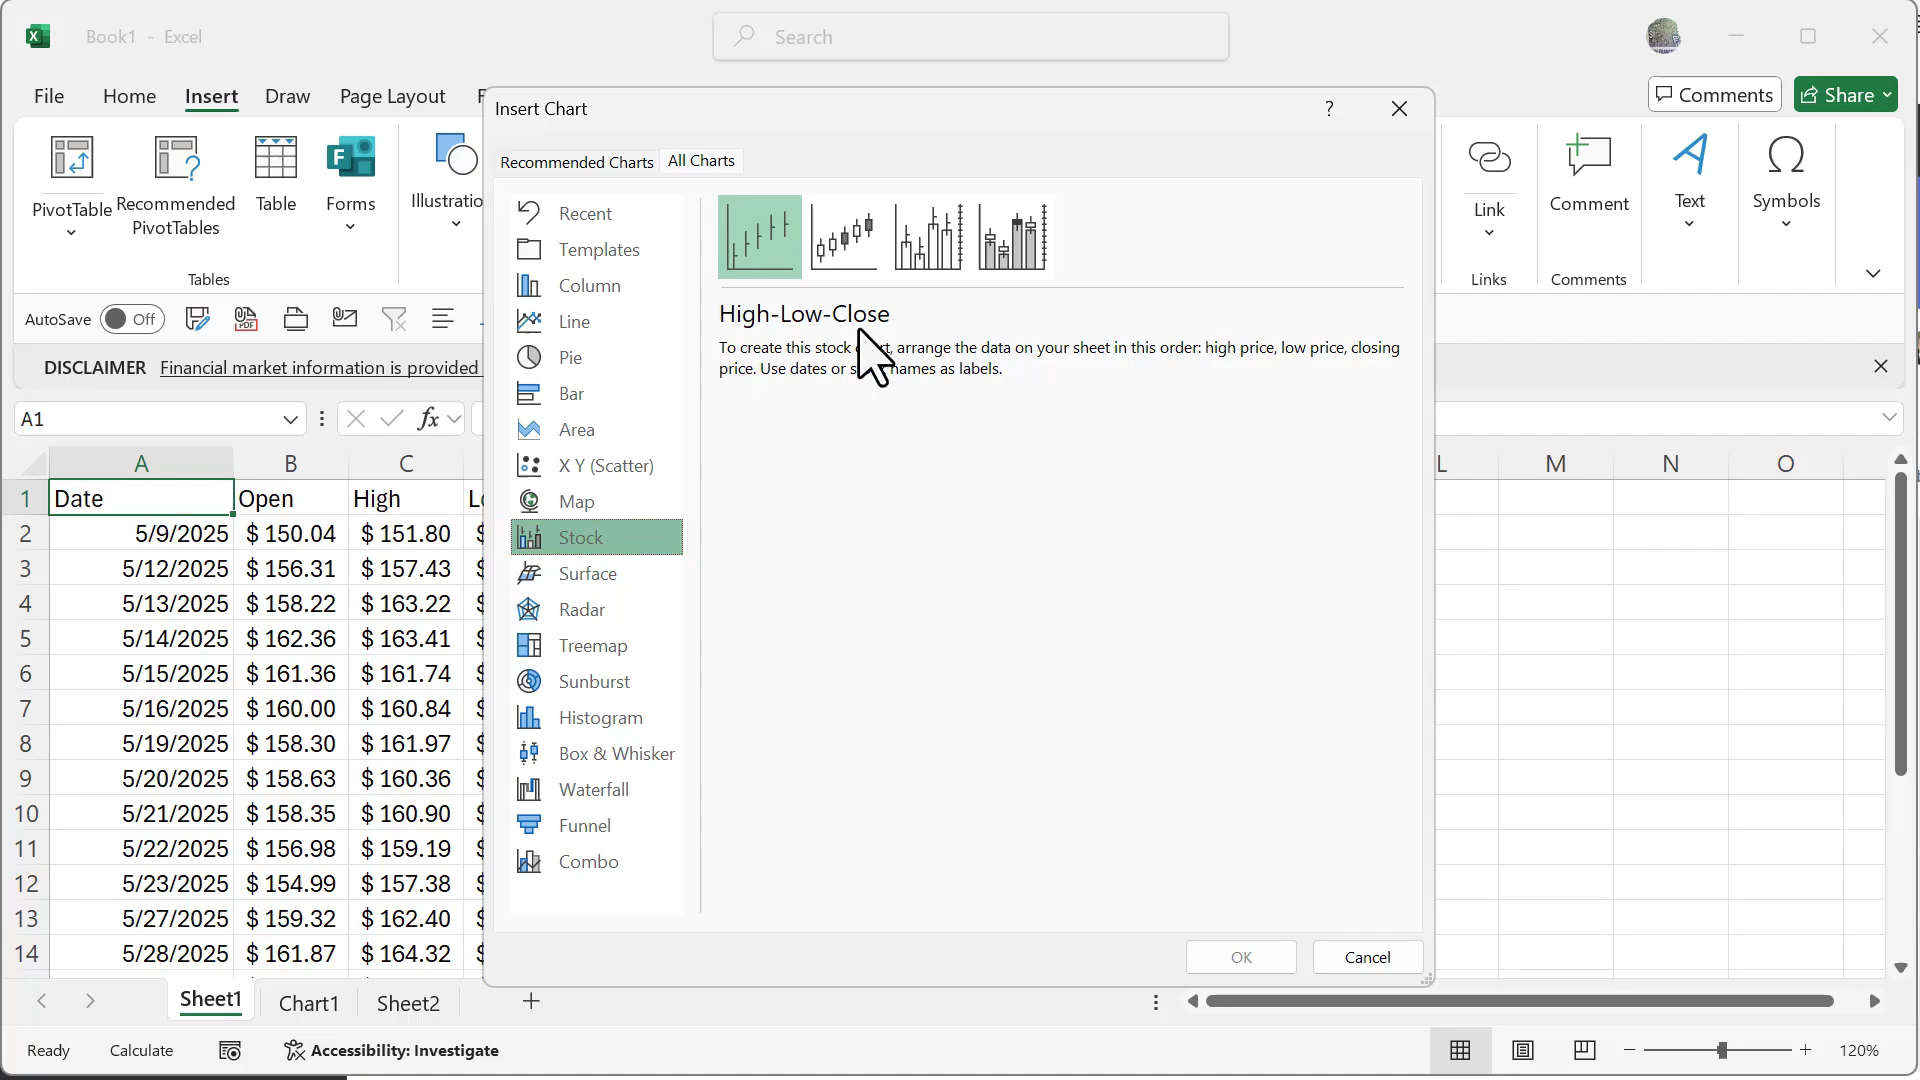 Book1 - Excel
Search
File Home Insert Draw Page Layout
Comments Share
Insert Chart ?
Recommended Charts All Charts
PivotTable
Recommended
PivotTables
Table
Forms
Illustratio
Tables
Link
Links
Comment
Comments
Text
Symbols
AutoSave Off
PDF
DISCLAIMER Financial market information is provided
A1
fx
Recent
Templates
Column
Line
Pie
Bar
Area
X Y (Scatter)
Map
Stock
Surface
Radar
Treemap
Sunburst
Histogram
Box & Whisker
Waterfall
Funnel
Combo
High-Low-Close
To create this stock arrange the data on your sheet in this order: high price, low price, closing
price. Use dates or names as labels.
OK Cancel
A B C L M N O
1 Date Open High
2 5/9/2025 $ 150.04 $ 151.80 $
3 5/12/2025 $ 156.31 $ 157.43 $
4 5/13/2025 $ 158.22 $ 163.22 $
5 5/14/2025 $ 162.36 $ 163.41 $
6 5/15/2025 $ 161.36 $ 161.74 $
7 5/16/2025 $ 160.00 $ 160.84 $
8 5/19/2025 $ 158.30 $ 161.97 $
9 5/20/2025 $ 158.63 $ 160.36 $
10 5/21/2025 $ 158.35 $ 160.90 $
11 5/22/2025 $ 156.98 $ 159.19 $
12 5/23/2025 $ 154.99 $ 157.38 $
13 5/27/2025 $ 159.32 $ 162.40 $
14 5/28/2025 $ 161.87 $ 164.32 $
Sheet1 Chart1 Sheet2
Ready Calculate Accessibility: Investigate 120%